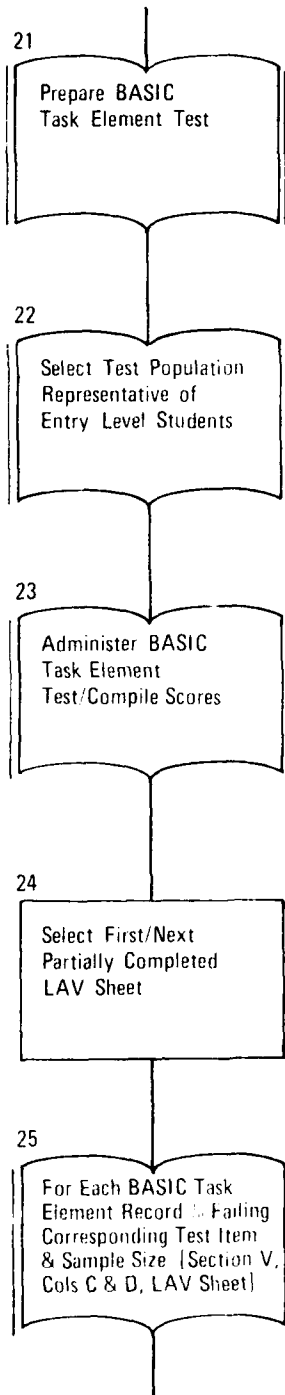 21
Prepare BASIC
Task Element Test
22
Select Test Population
Representative of
Entry Level Students
23
Administer BASIC
Task Element
Test/Compile Scores
24
Select First/Next
Partially Completed
LAV Sheet
25
For Each BASIC Task
Element Record Failing
Corresponding Test Item
& Sample Size (Section V,
Cols C & D, LAV Sheet)